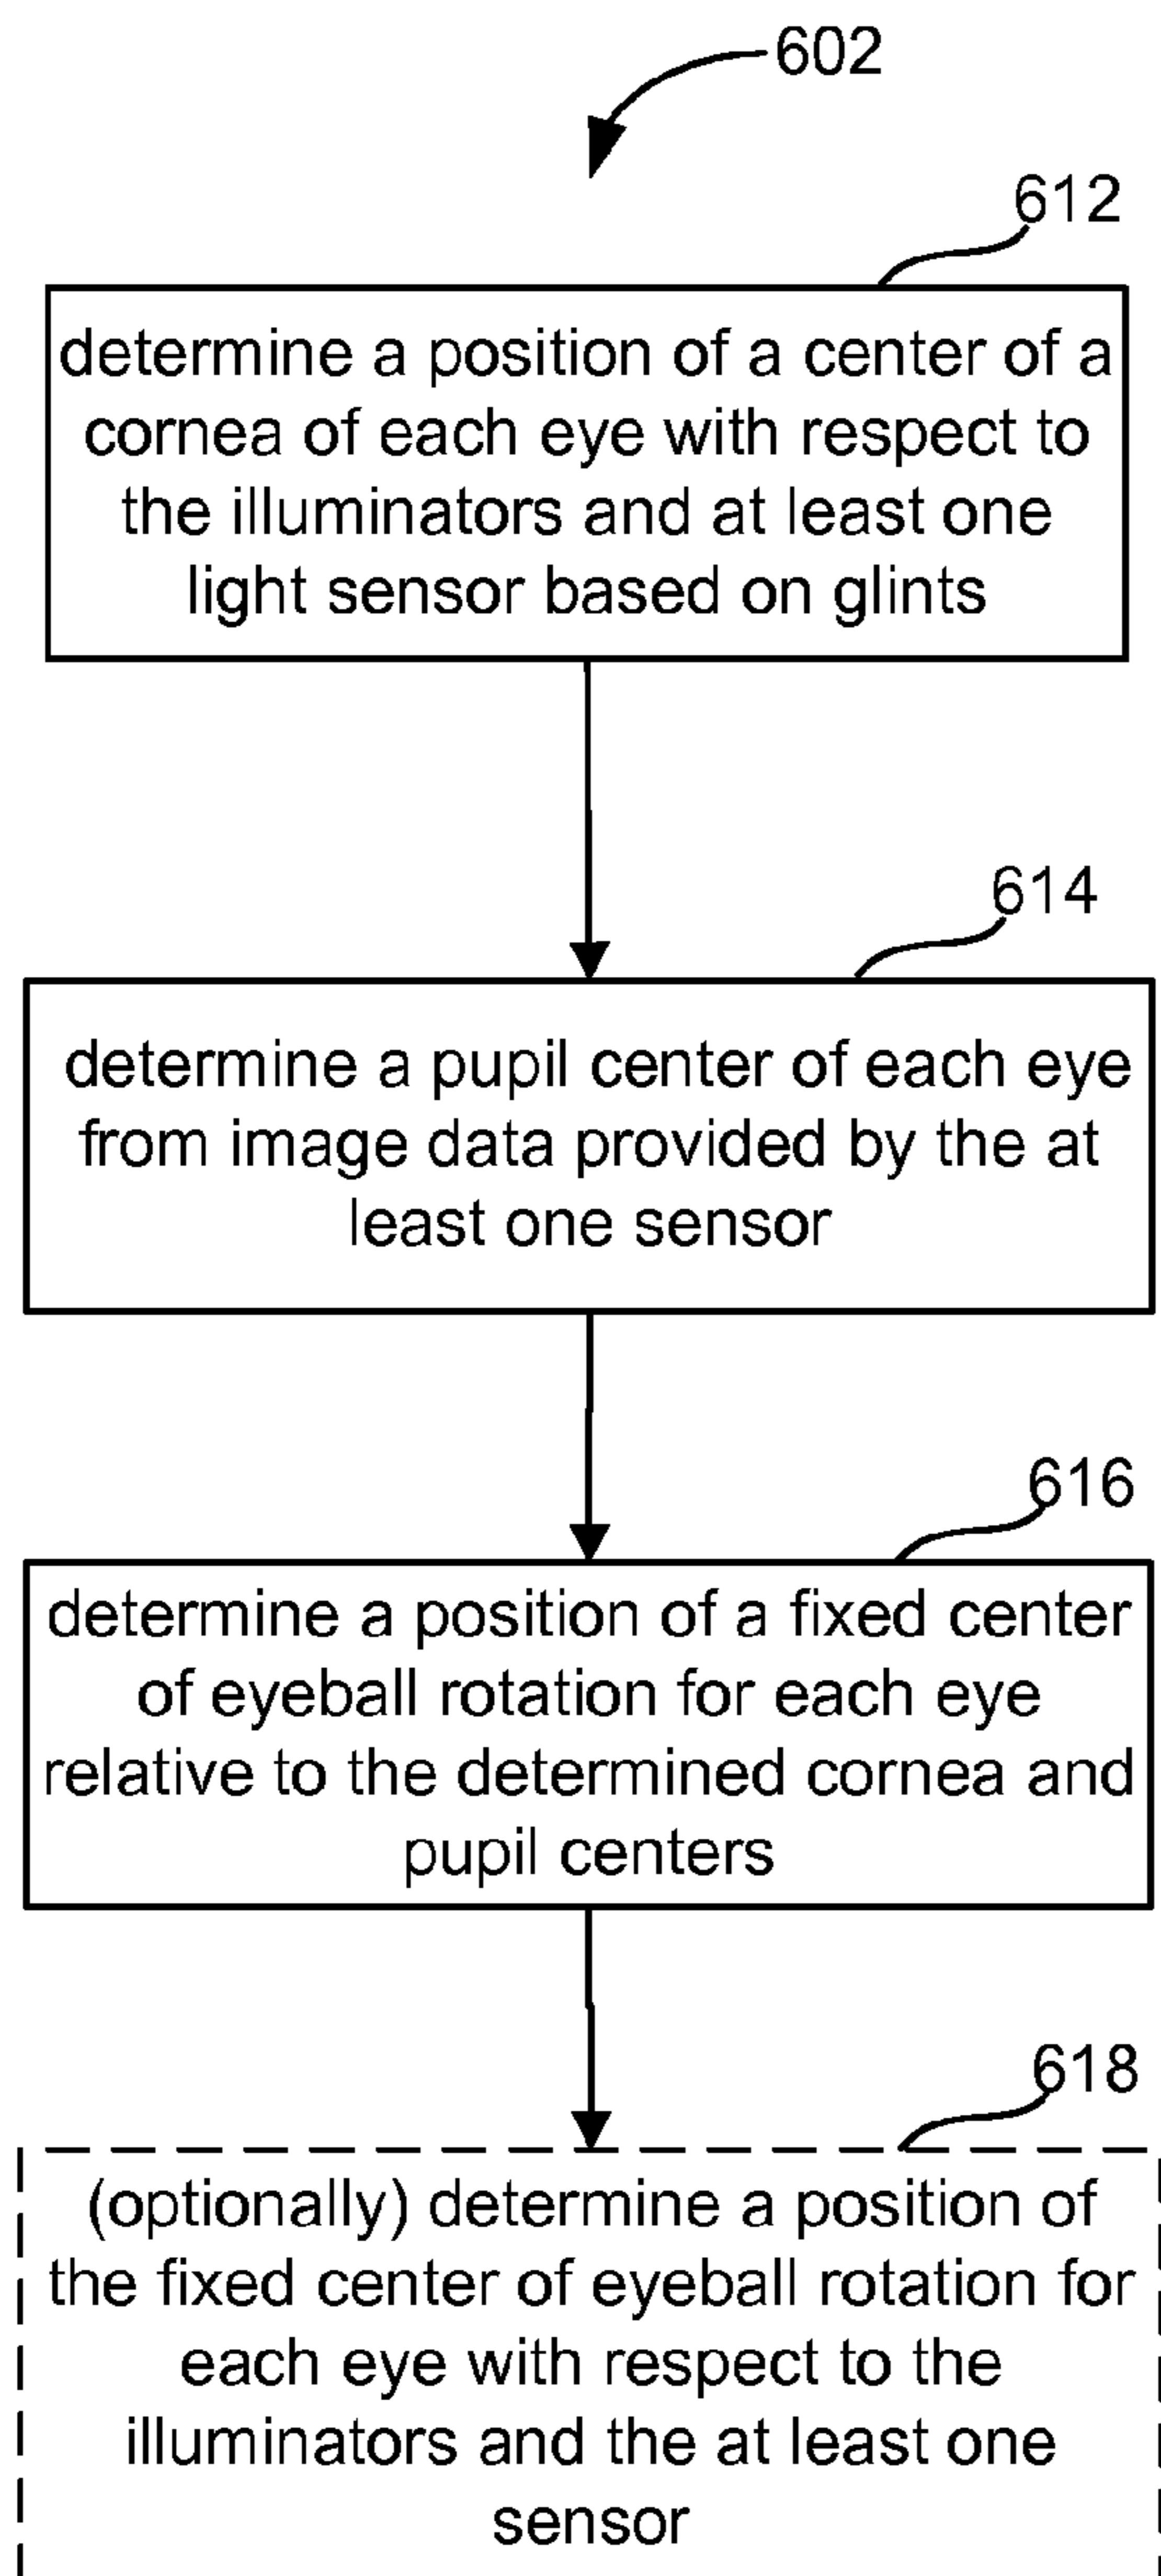 602
612
determine a position of a center of a
cornea of each eye with respect to
the illuminators and at least one
light sensor based on glints
614
determine a pupil center of each eye
from image data provided by the at
least one sensor
616
determine a position of a fixed center
of eyeball rotation for each eye
relative to the determined cornea and
pupil centers
618
(optionally) determine a position of
the fixed center of eyeball rotation for
each eye with respect to the
illuminators and the at least one
sensor